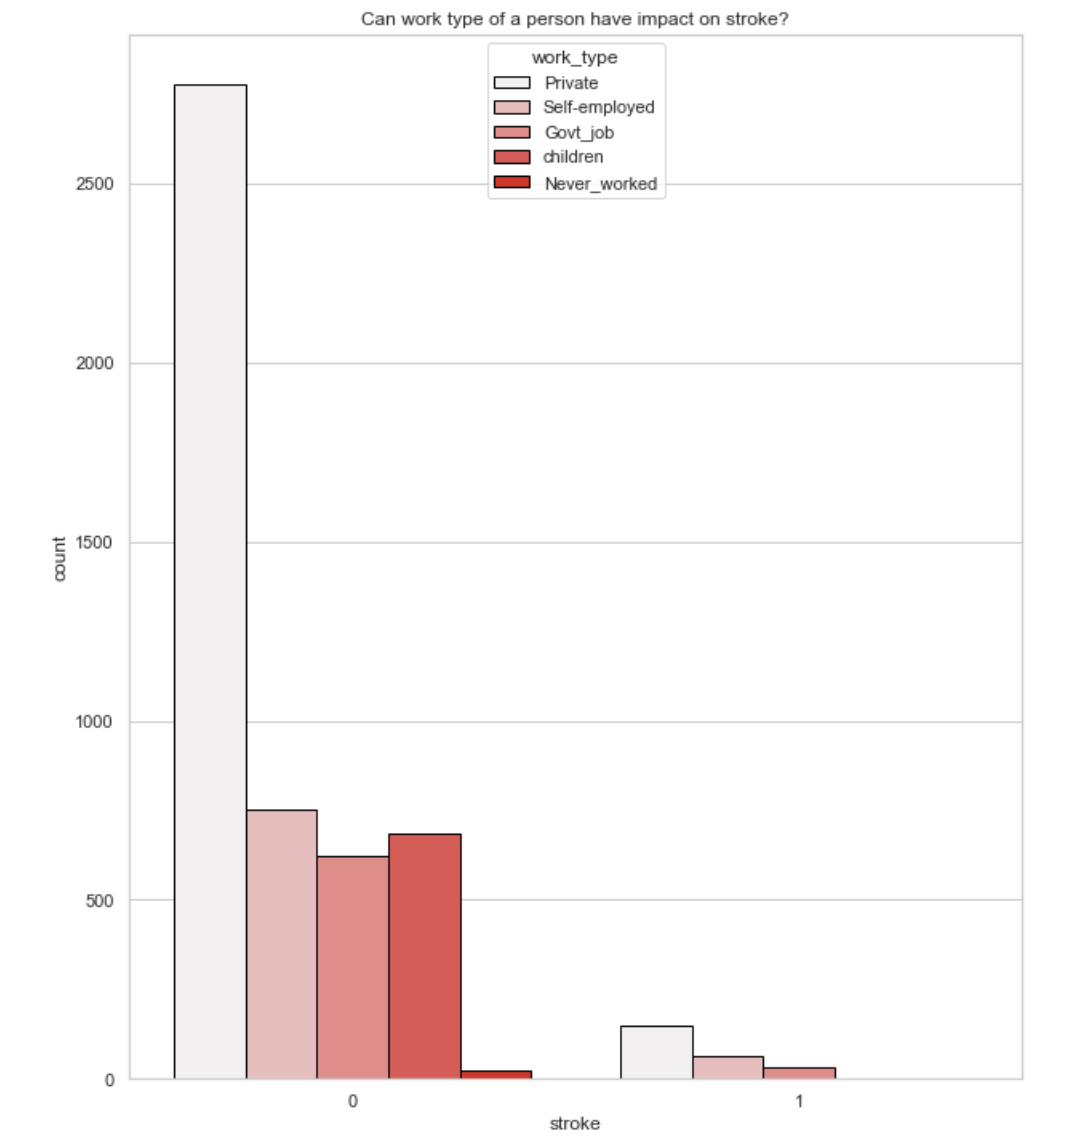 Can work type of a person have impact on stroke?
work_type
Private
Self-employed
Govt_job
children
Never_worked
2500
2000
1500
1000
500
0
count
0
1
stroke